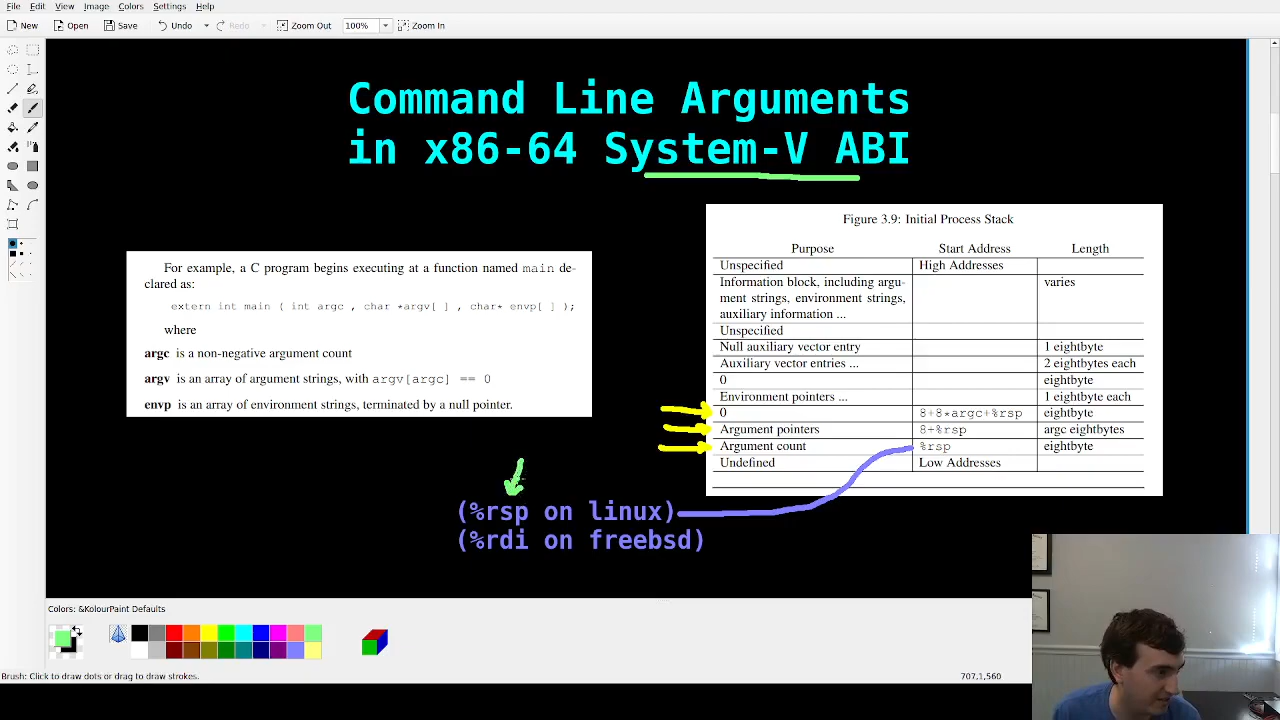 File Edit View Image Colors Settings Help
New Open Save Undo Redo Zoom Out 100% Zoom In
Command Line Arguments
in x86-64 System-V ABI
For example, a C program begins executing at a function named main de-
clared as:
extern int main ( int argc , char *argv[ ] , char* envp[ ] );
where
argc is a non-negative argument count
argv is an array of argument strings, with argv[argc] == 0
envp is an array of environment strings, terminated by a null pointer.
Figure 3.9: Initial Process Stack
Purpose Start Address Length
Unspecified High Addresses
Information block, including argu- varies
ment strings, environment strings,
auxiliary information ...
Unspecified
Null auxiliary vector entry 1 eightbyte
Auxiliary vector entries ... 2 eightbytes each
0 eightbyte
Environment pointers ... 1 eightbyte each
0 8+8*argc+%rsp eightbyte
Argument pointers 8+%rsp argc eightbytes
Argument count %rsp eightbyte
Undefined Low Addresses
(%rsp on linux)
(%rdi on freebsd)
Colors: &KolourPaint Defaults
Brush: Click to draw dots or drag to draw strokes. 707,1,560